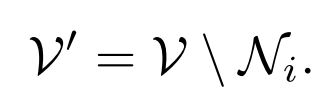 𝒱′ = 𝒱 \ 𝒩ᵢ.